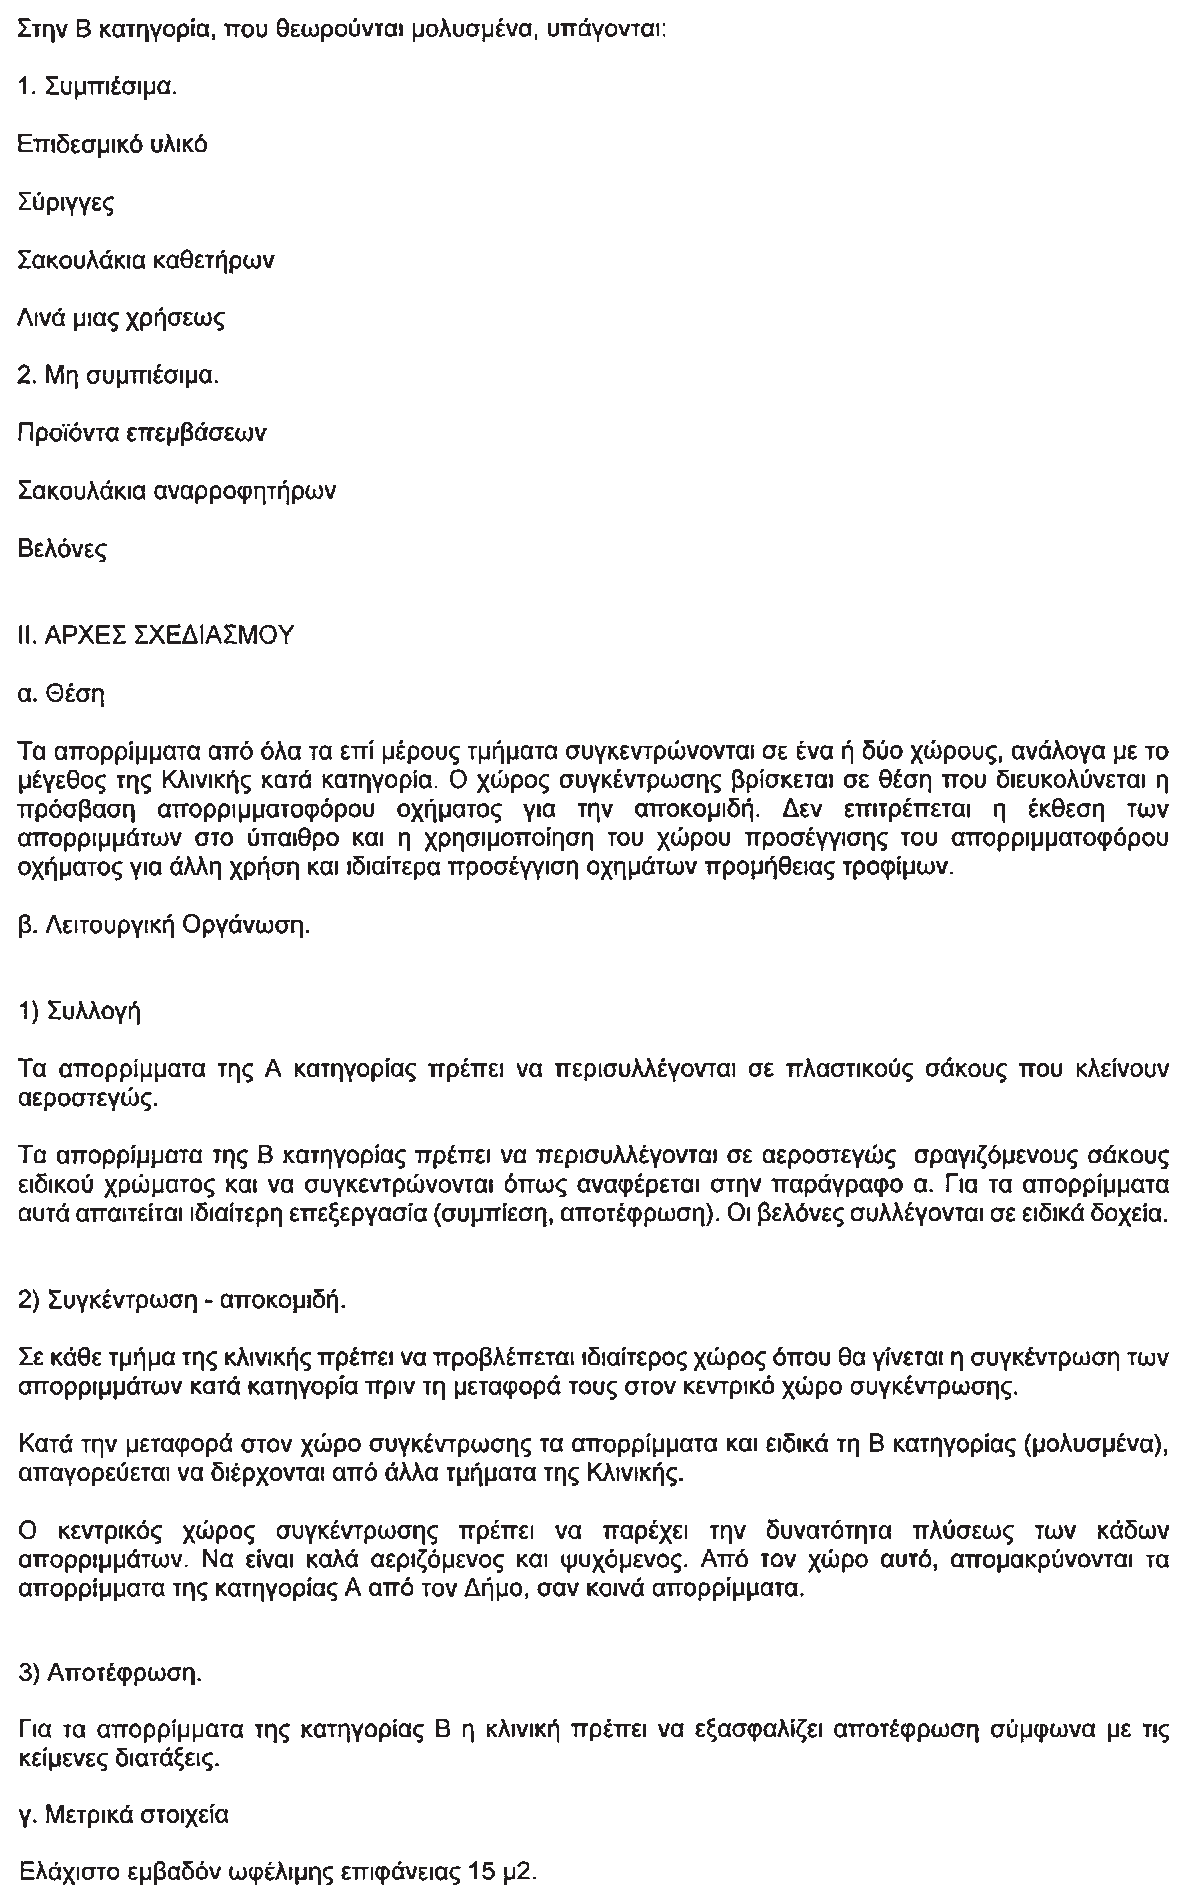 Στην Β κατηγορία, που θεωρούνται μολυσμένα, υπάγονται:
1. Συμπιέσιμα.
Επιδεσμικό υλικό
Σύριγγες
Σακουλάκια καθετήρων
Λινά μιας χρήσεως
2. Μη συμπιέσιμα.
Προϊόντα επεμβάσεων
Σακουλάκια αναρροφητήρων
Βελόνες
II. ΑΡΧΕΣ ΣΧΕΔΙΑΣΜΟΥ
α. Θέση
Τα απορρίμματα από όλα τα επί μέρους τμήματα συγκεντρώνονται σε ένα ή δύο χώρους, ανάλογα με το
μέγεθος της Κλινικής κατά κατηγορία. Ο χώρος συγκέντρωσης βρίσκεται σε θέση που διευκολύνεται η
πρόσβαση απορριμματοφόρου οχήματος για την αποκομιδή. Δεν επιτρέπεται η έκθεση των
απορριμμάτων στο ύπαιθρο και η χρησιμοποίηση του χώρου προσέγγισης του απορριμματοφόρου
οχήματος για άλλη χρήση και ιδιαίτερα προσέγγιση οχημάτων προμήθειας τροφίμων.
β. Λειτουργική Οργάνωση.
1) Συλλογή
Τα απορρίμματα της Α κατηγορίας πρέπει να περισυλλέγονται σε πλαστικούς σάκους που κλείνουν
αεροστεγώς.
Τα απορρίμματα της Β κατηγορίας πρέπει να περισυλλέγονται σε αεροστεγώς σραγιζόμενους σάκους
ειδικού χρώματος και να συγκεντρώνονται όπως αναφέρεται στην παράγραφο α. Για τα απορρίμματα
αυτά απαιτείται ιδιαίτερη επεξεργασία (συμπίεση, αποτέφρωση). Οι βελόνες συλλέγονται σε ειδικά δοχεία.
2) Συγκέντρωση - αποκομιδή.
Σε κάθε τμήμα της κλινικής πρέπει να προβλέπεται ιδιαίτερος χώρος όπου θα γίνεται η συγκέντρωση των
απορριμμάτων κατά κατηγορία πριν τη μεταφορά τους στον κεντρικό χώρο συγκέντρωσης.
Κατά την μεταφορά στον χώρο συγκέντρωσης τα απορρίμματα και ειδικά τη Β κατηγορίας (μολυσμένα),
απαγορεύεται να διέρχονται από άλλα τμήματα της Κλινικής.
Ο κεντρικός χώρος συγκέντρωσης πρέπει να παρέχει την δυνατότητα πλύσεως των κάδων
απορριμμάτων. Να είναι καλά αεριζόμενος και ψυχόμενος. Από τον χώρο αυτό, απομακρύνονται τα
απορρίμματα της κατηγορίας Α από τον Δήμο, σαν κοινά απορρίμματα.
3) Αποτέφρωση.
Για τα απορρίμματα της κατηγορίας Β η κλινική πρέπει να εξασφαλίζει αποτέφρωση σύμφωνα με τις
κείμενες διατάξεις.
γ. Μετρικά στοιχεία
Ελάχιστο εμβαδόν ωφέλιμης επιφάνειας 15 μ2.